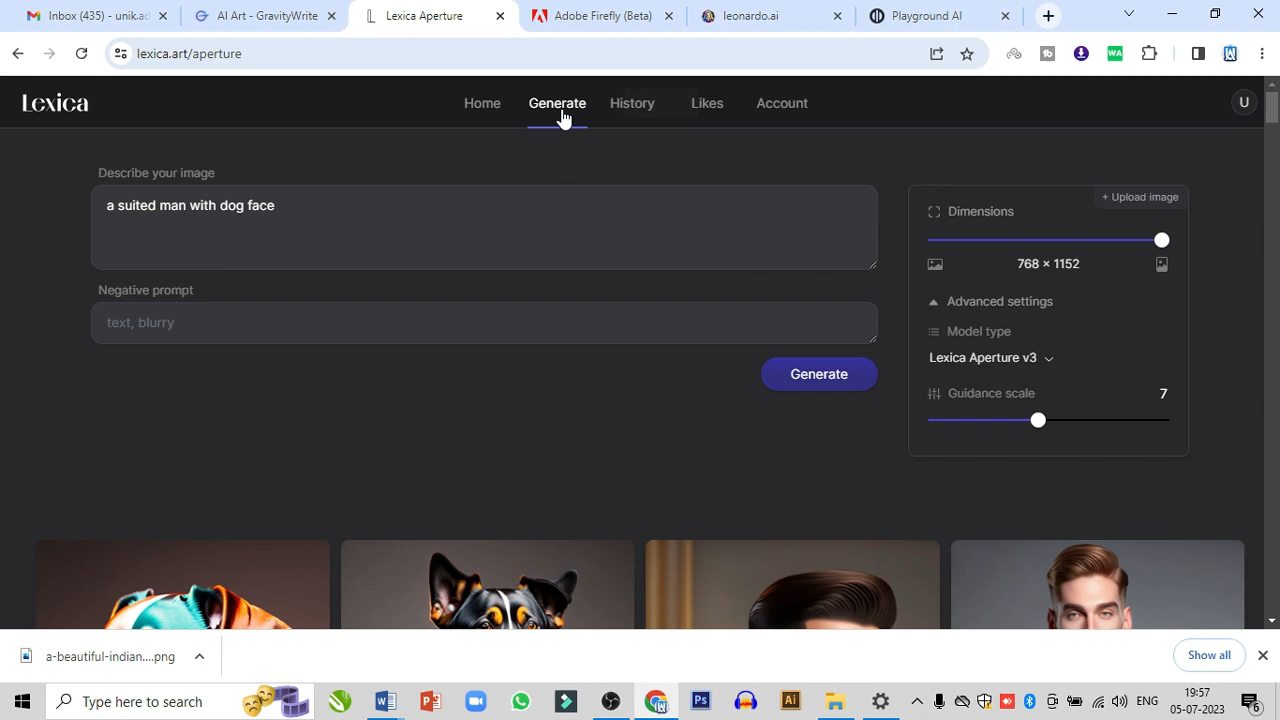 Inbox (435) - unik.ad
AI Art - GravityWrite
Lexica Aperture
Adobe Firefly (Beta)
leonardo.ai
Playground AI
lexica.art/aperture
Lexica
Home
Generate
History
Likes
Account
U
Describe your image
a suited man with dog face
+ Upload image
Dimensions
768 × 1152
Negative prompt
text, blurry
Advanced settings
Model type
Lexica Aperture v3
Generate
Guidance scale 7
a-beautiful-indian....png
Show all
Type here to search
ENG
19:57
05-07-2023
6